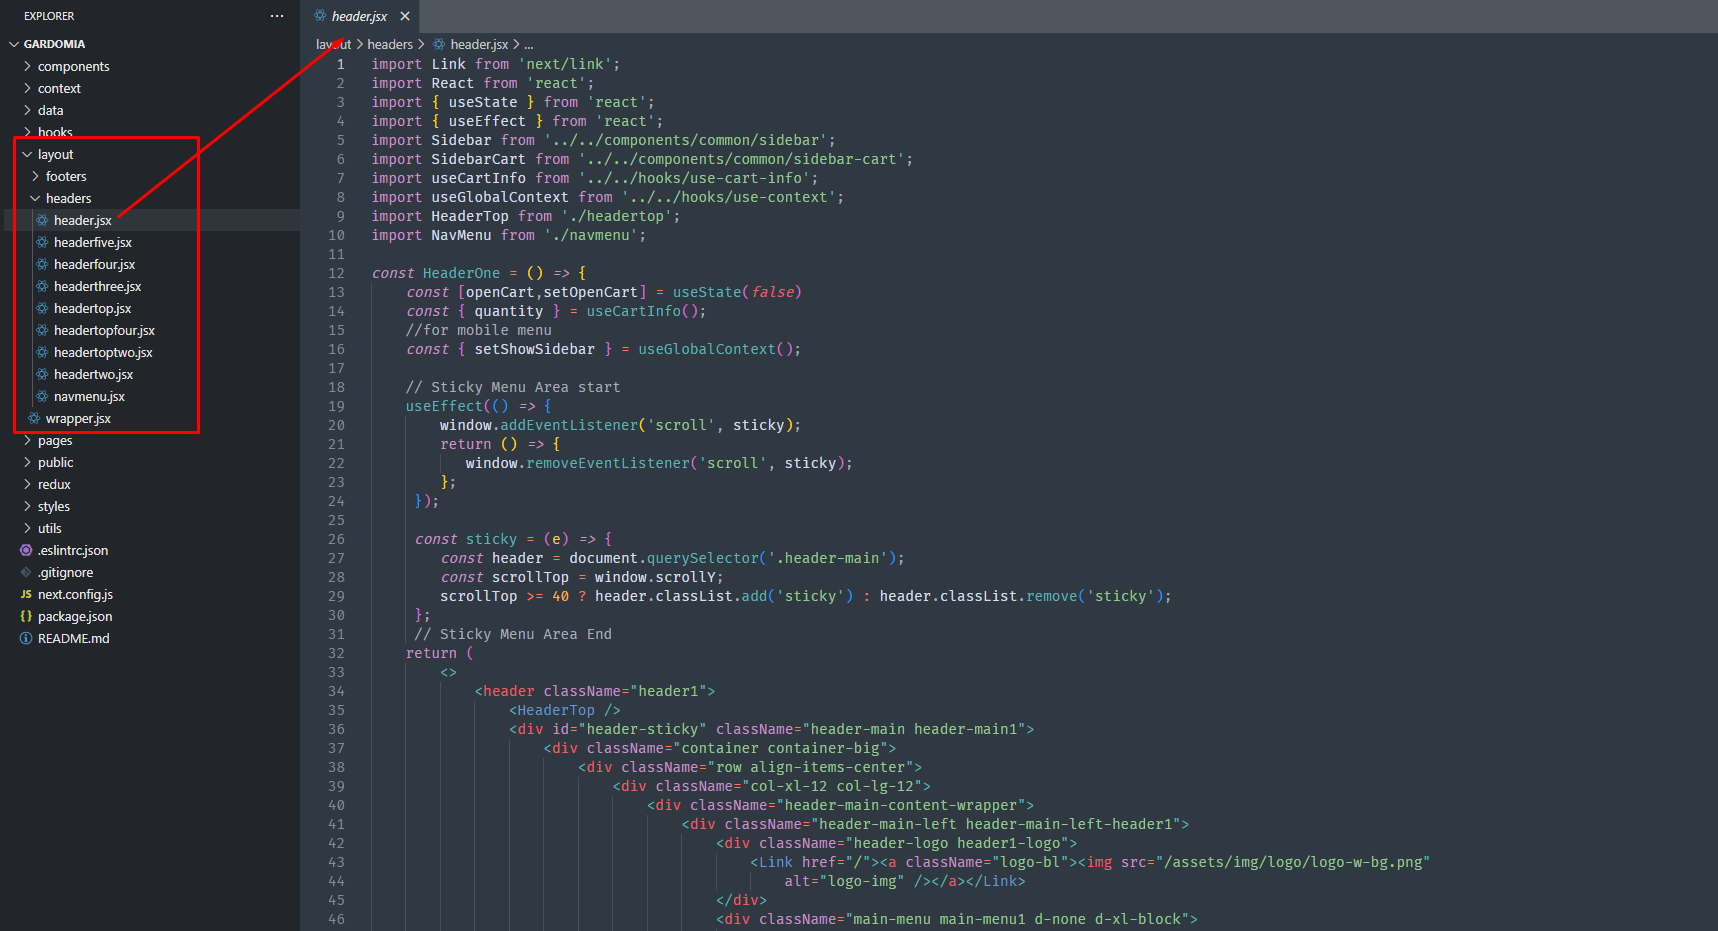 EXPLORER ...
GARDOMIA
components
context
data
hooks
layout
footers
headers
header.jsx
headerfive.jsx
headerfour.jsx
headerthree.jsx
headertop.jsx
headertopfour.jsx
headertoptwo.jsx
headertwo.jsx
navmenu.jsx
wrapper.jsx
pages
public
redux
styles
utils
.eslintrc.json
.gitignore
JS next.config.js
{} package.json
README.md
header.jsx
layout > headers > header.jsx > ...
1 import Link from 'next/link';
2 import React from 'react';
3 import { useState } from 'react';
4 import { useEffect } from 'react';
5 import Sidebar from '../../components/common/sidebar';
6 import SidebarCart from '../../components/common/sidebar-cart';
7 import useCartInfo from '../../hooks/use-cart-info';
8 import useGlobalContext from '../../hooks/use-context';
9 import HeaderTop from './headertop';
10 import NavMenu from './navmenu';
11
12 const HeaderOne = () => {
13 const [openCart,setOpenCart] = useState(false)
14 const { quantity } = useCartInfo();
15 //for mobile menu
16 const { setShowSidebar } = useGlobalContext();
17
18 // Sticky Menu Area start
19 useEffect(() => {
20 window.addEventListener('scroll', sticky);
21 return () => {
22 window.removeEventListener('scroll', sticky);
23 };
24 });
25
26 const sticky = (e) => {
27 const header = document.querySelector('.header-main');
28 const scrollTop = window.scrollY;
29 scrollTop >= 40 ? header.classList.add('sticky') : header.classList.remove('sticky');
30 };
31 // Sticky Menu Area End
32 return (
33 <>
34 <header className="header1">
35 <HeaderTop />
36 <div id="header-sticky" className="header-main header-main1">
37 <div className="container container-big">
38 <div className="row align-items-center">
39 <div className="col-xl-12 col-lg-12">
40 <div className="header-main-content-wrapper">
41 <div className="header-main-left header-main-left-header1">
42 <div className="header-logo header1-logo">
43 <Link href="/"><a className="logo-bl"><img src="/assets/img/logo/logo-w-bg.png"
44 alt="logo-img" /></a></Link>
45 </div>
46 <div className="main-menu main-menu1 d-none d-xl-block">